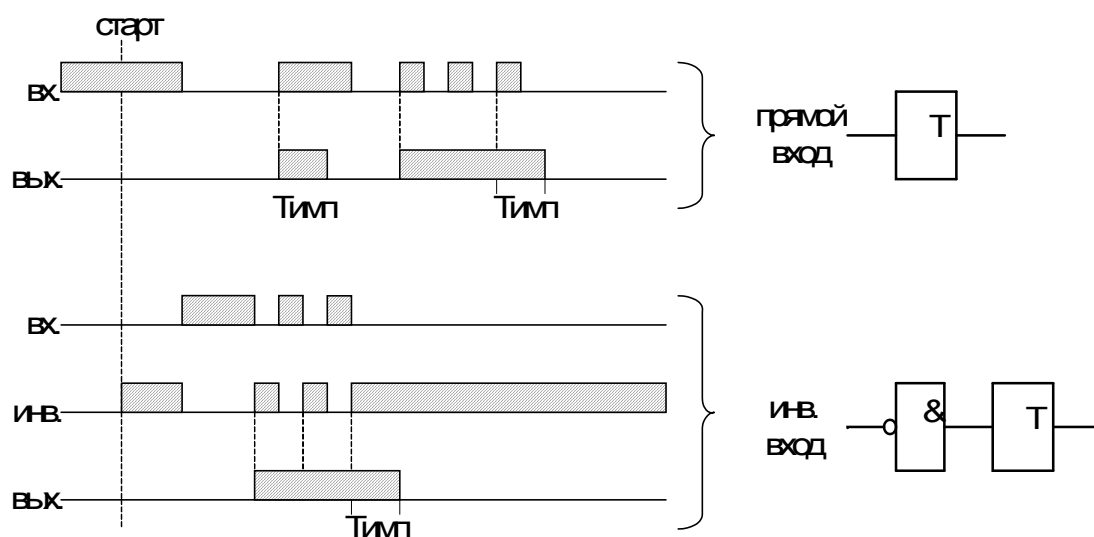 старт
вх.
вых.
Тимп
Тимп
прямой
вход
Т
вх.
инв.
вых.
Тимп
инв.
вход
&
Т